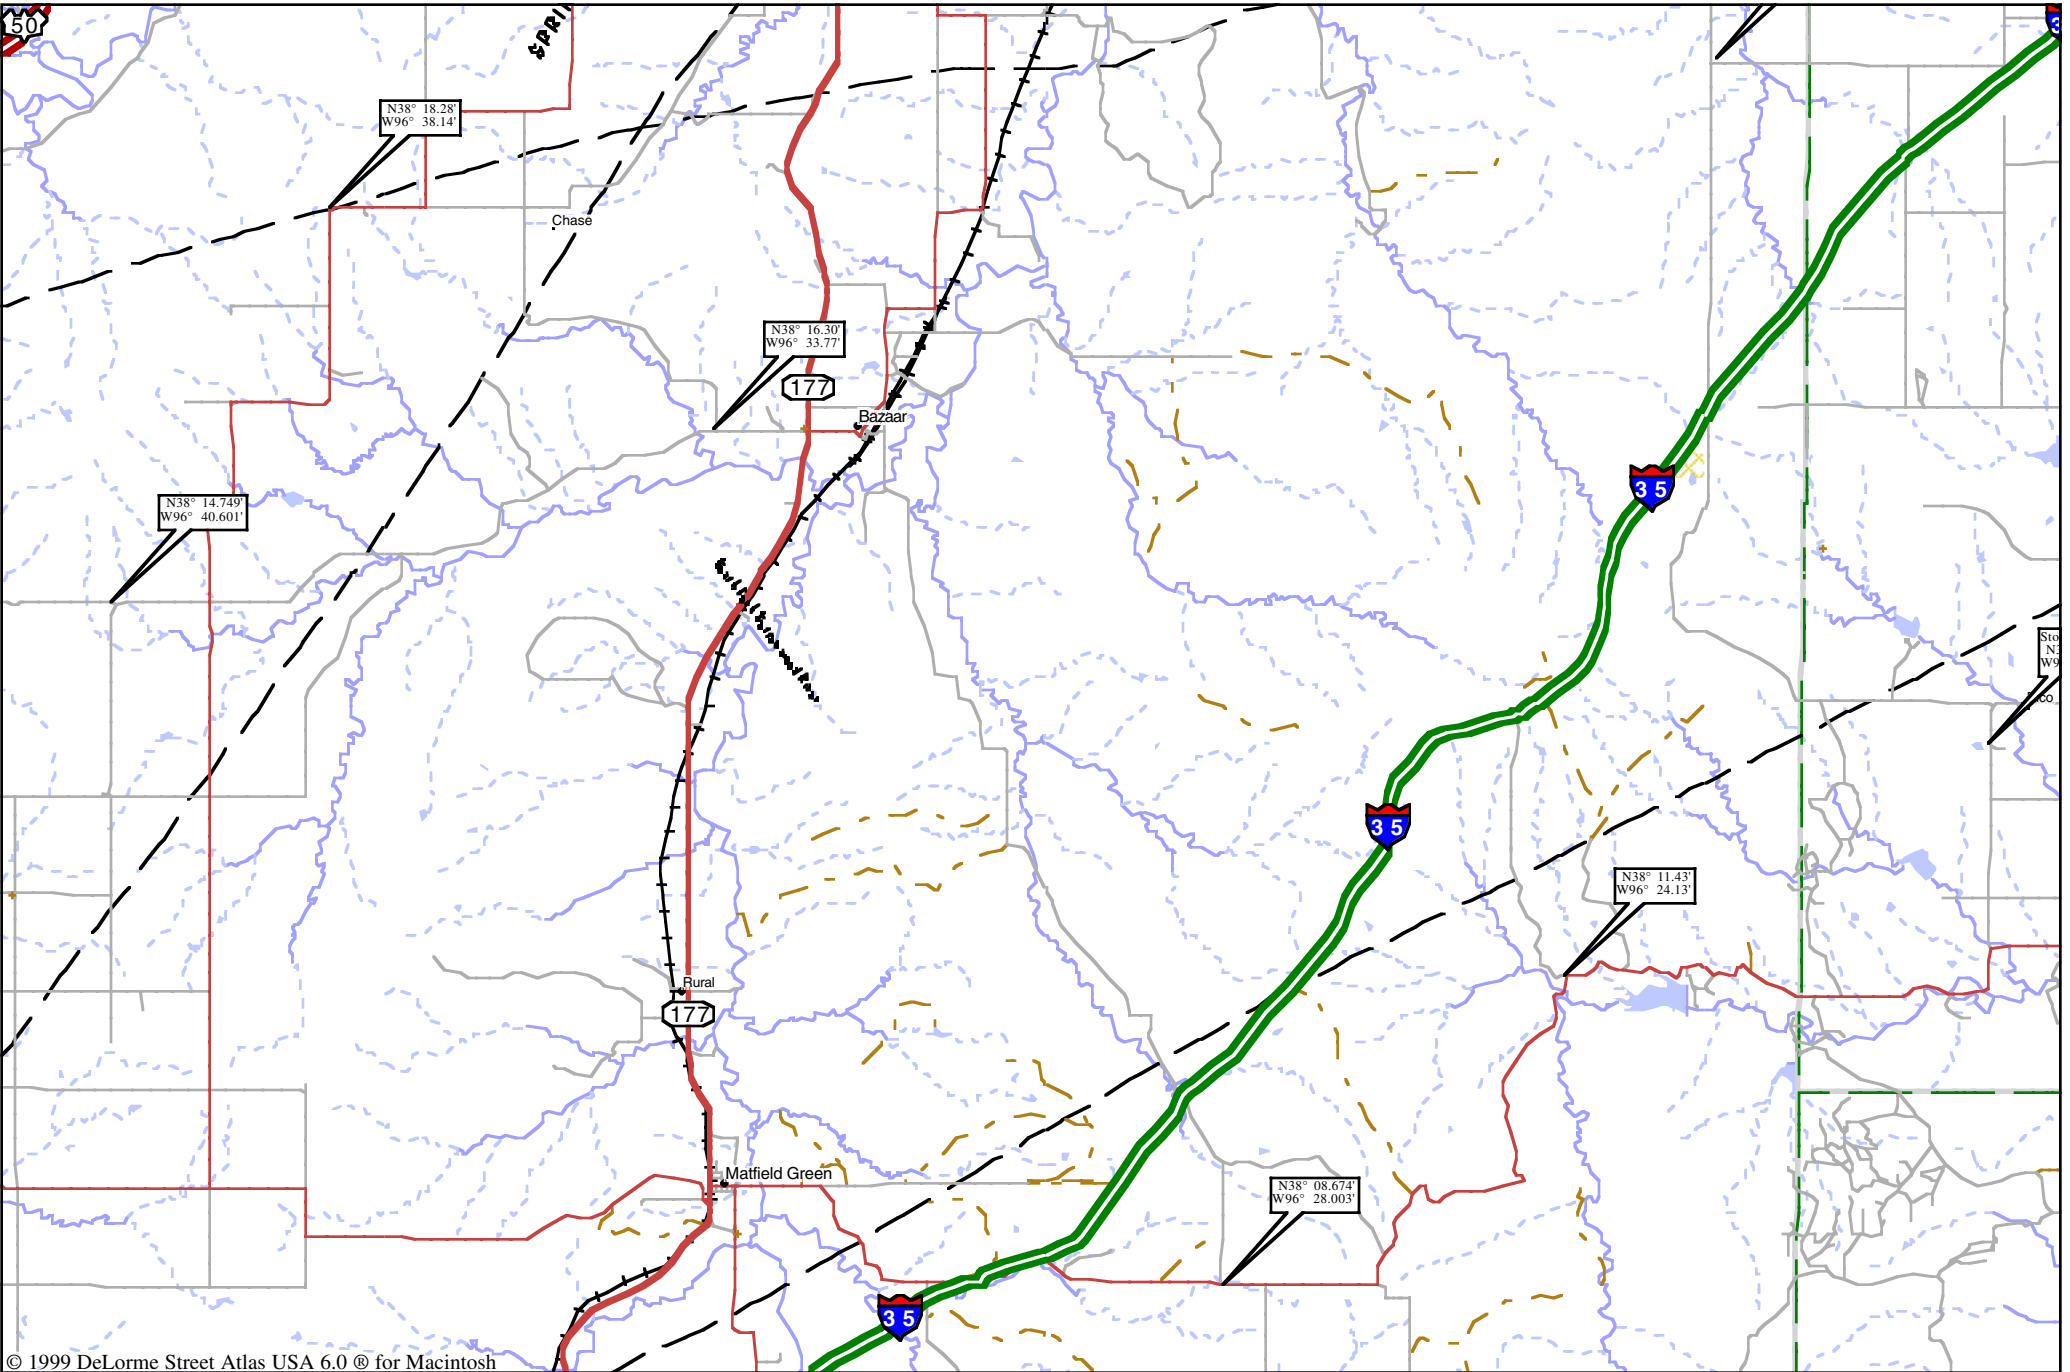 50
N38° 18.28'
W96° 38.14'
Chase
N38° 16.30'
W96° 33.77'
177
Bazaar
N38° 14.749'
W96° 40.601'
35
35
N38° 11.43'
W96° 24.13'
Rural
177
Matfield Green
N38° 08.674'
W96° 28.003'
35
© 1999 DeLorme Street Atlas USA 6.0 ® for Macintosh